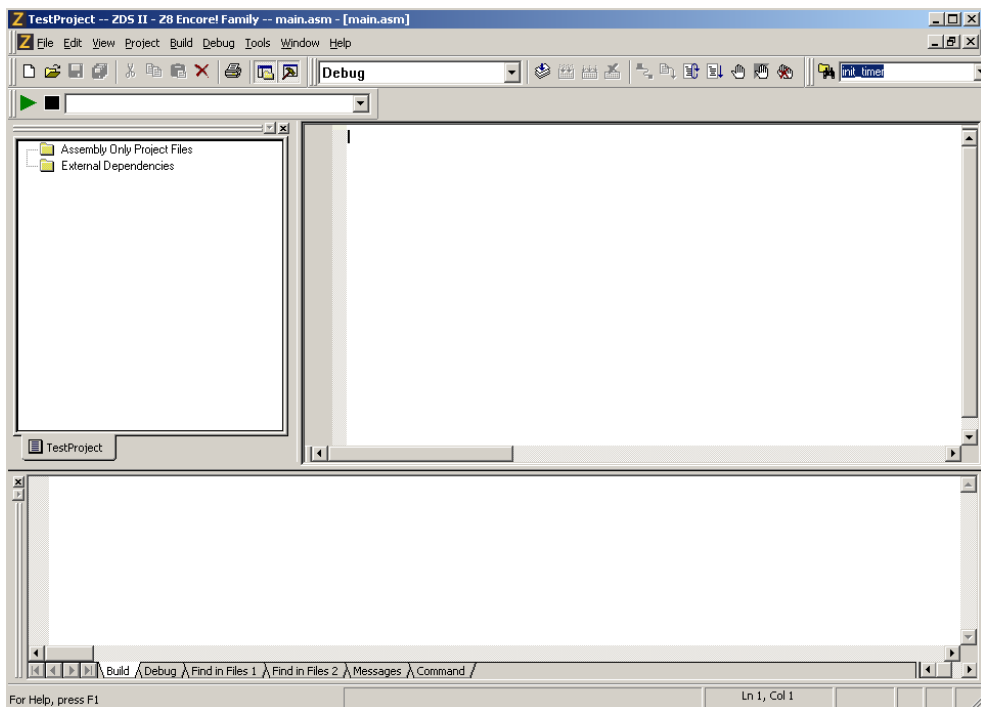 TestProject -- ZDS II - Z8 Encore! Family -- main.asm - [main.asm]
File Edit View Project Build Debug Tools Window Help
Debug
init_timer
Assembly Only Project Files
External Dependencies
TestProject
Build Debug Find in Files 1 Find in Files 2 Messages Command
For Help, press F1
Ln 1, Col 1